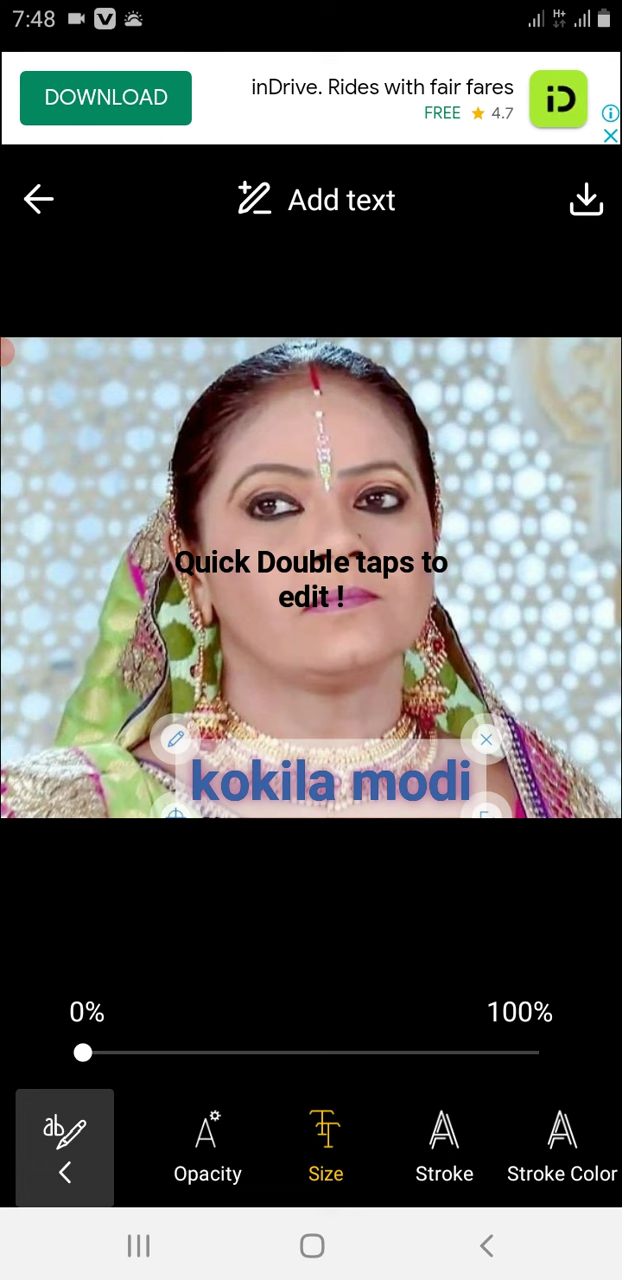 7:48
H+
DOWNLOAD
inDrive. Rides with fair fares
FREE ★ 4.7
iD
Add text
Quick Double taps to
edit !
kokila modi
0% 100%
ab
Opacity Size Stroke Stroke Color